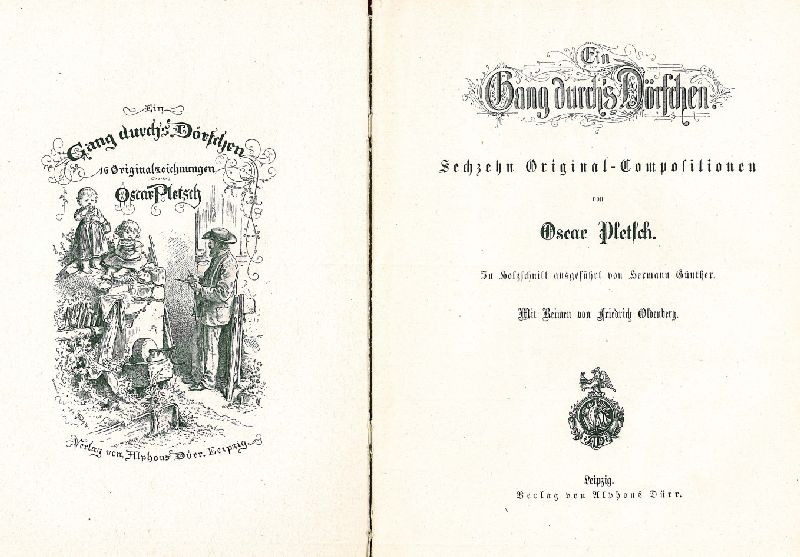 Ein
Gang durch's Dörfchen
16 Originalzeichnungen
von
Oscar Pletsch
Verlag von Alphons Dürr. Leipzig.
Ein
Gang durch's Dörfchen.
Sechzehn Original-Compositionen
von
Oscar Pletsch.
In Holzschnitt ausgeführt von Hermann Günther.
Mit Reimen von Friedrich Oldenberg.
Leipzig.
Verlag von Alphons Dürr.